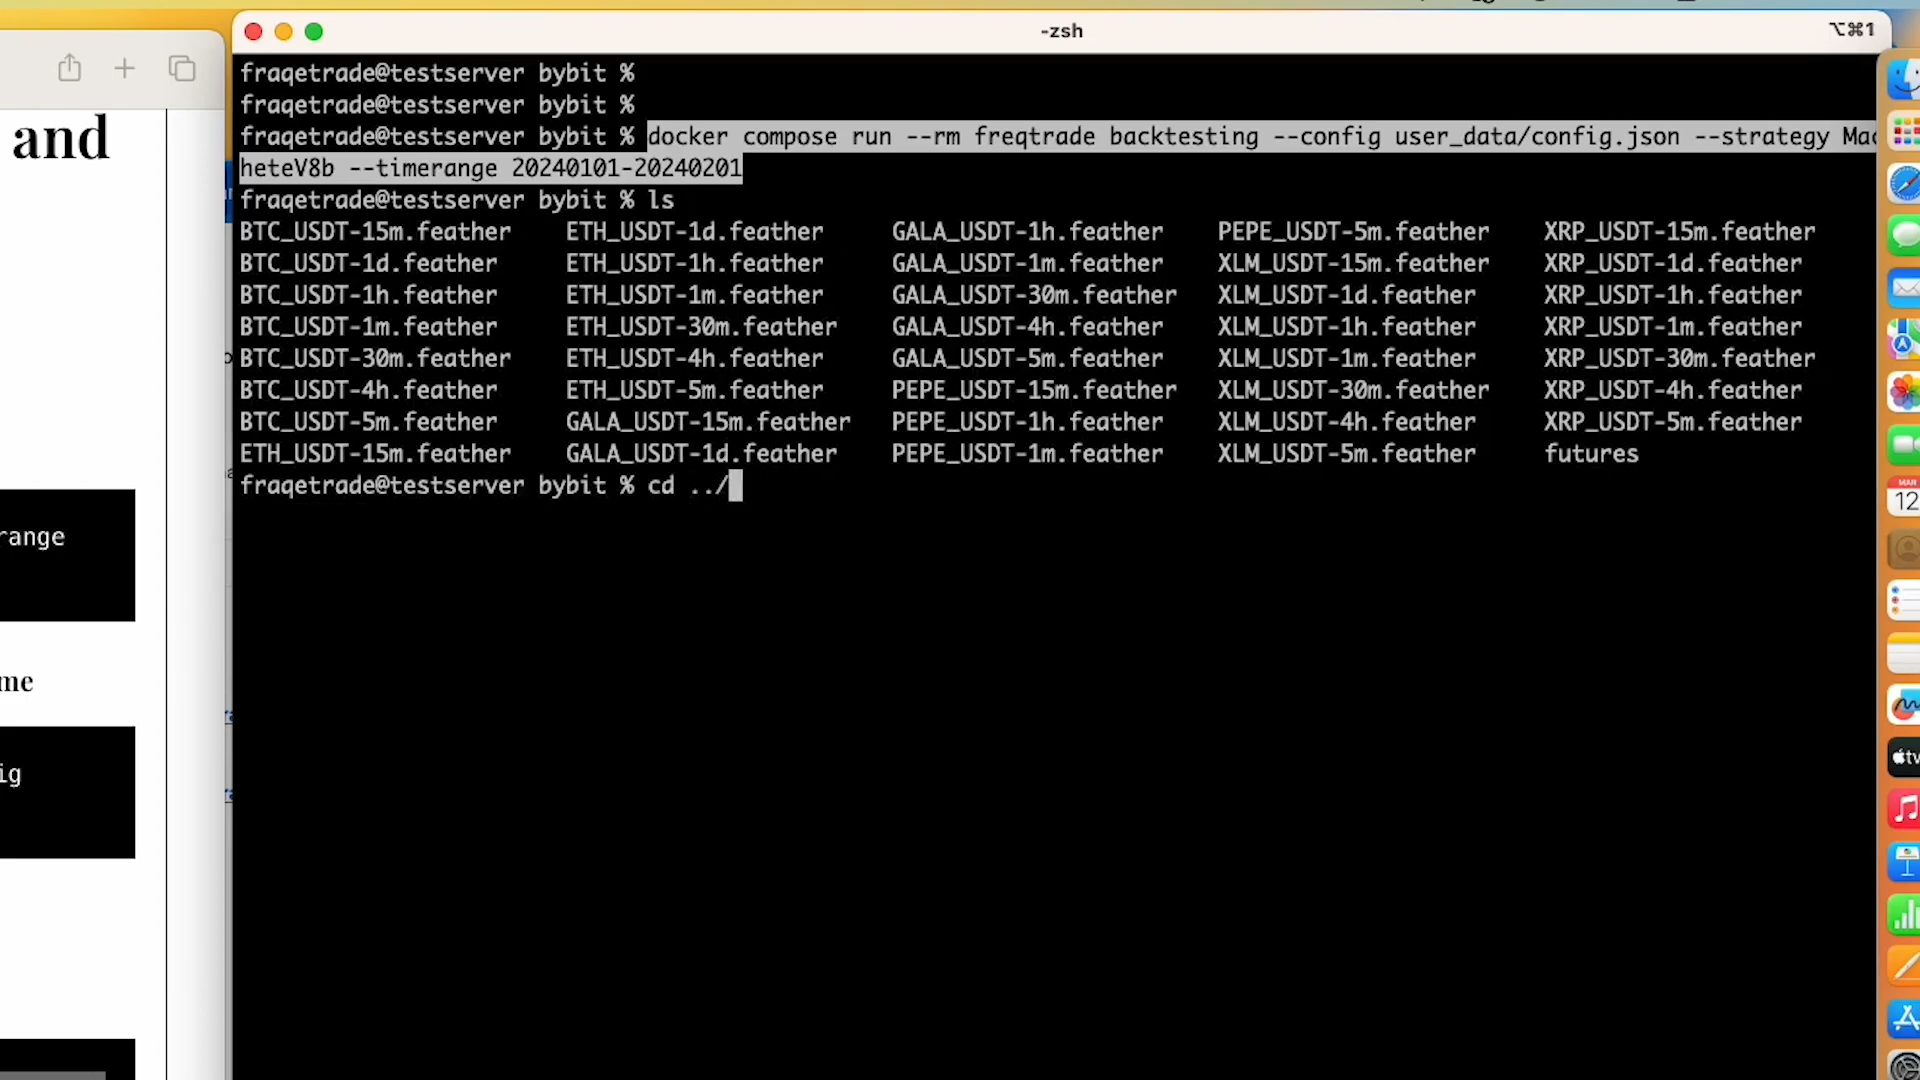 -zsh
⌥⌘1
and
fraqetrade@testserver bybit %
fraqetrade@testserver bybit %
fraqetrade@testserver bybit % docker compose run --rm freqtrade backtesting --config user_data/config.json --strategy Mac
heteV8b --timerange 20240101-20240201
fraqetrade@testserver bybit % ls
BTC_USDT-15m.feather ETH_USDT-1d.feather GALA_USDT-1h.feather PEPE_USDT-5m.feather XRP_USDT-15m.feather
BTC_USDT-1d.feather ETH_USDT-1h.feather GALA_USDT-1m.feather XLM_USDT-15m.feather XRP_USDT-1d.feather
BTC_USDT-1h.feather ETH_USDT-1m.feather GALA_USDT-30m.feather XLM_USDT-1d.feather XRP_USDT-1h.feather
BTC_USDT-1m.feather ETH_USDT-30m.feather GALA_USDT-4h.feather XLM_USDT-1h.feather XRP_USDT-1m.feather
BTC_USDT-30m.feather ETH_USDT-4h.feather GALA_USDT-5m.feather XLM_USDT-1m.feather XRP_USDT-30m.feather
BTC_USDT-4h.feather ETH_USDT-5m.feather PEPE_USDT-15m.feather XLM_USDT-30m.feather XRP_USDT-4h.feather
BTC_USDT-5m.feather GALA_USDT-15m.feather PEPE_USDT-1h.feather XLM_USDT-4h.feather XRP_USDT-5m.feather
ETH_USDT-15m.feather GALA_USDT-1d.feather PEPE_USDT-1m.feather XLM_USDT-5m.feather futures
fraqetrade@testserver bybit % cd ../
range
me
ig
MAR
12
tv